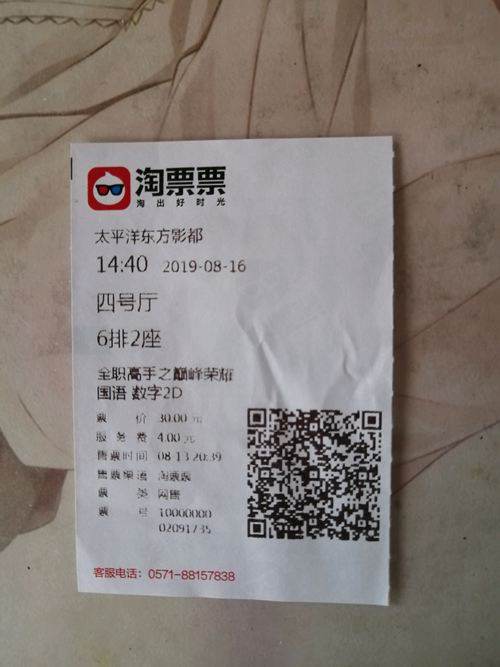 淘票票
淘出好时光
太平洋东方影都
14:40 2019-08-16
四号厅
6排2座
全职高手之巅峰荣耀
国语 数字2D
票 价 30.00 元
服 务 费 4.00 元
售票时间 08-13 20:39
售票渠道 淘票票
票 类 网售
票 号 10000000
02091735
客服电话：0571-88157838